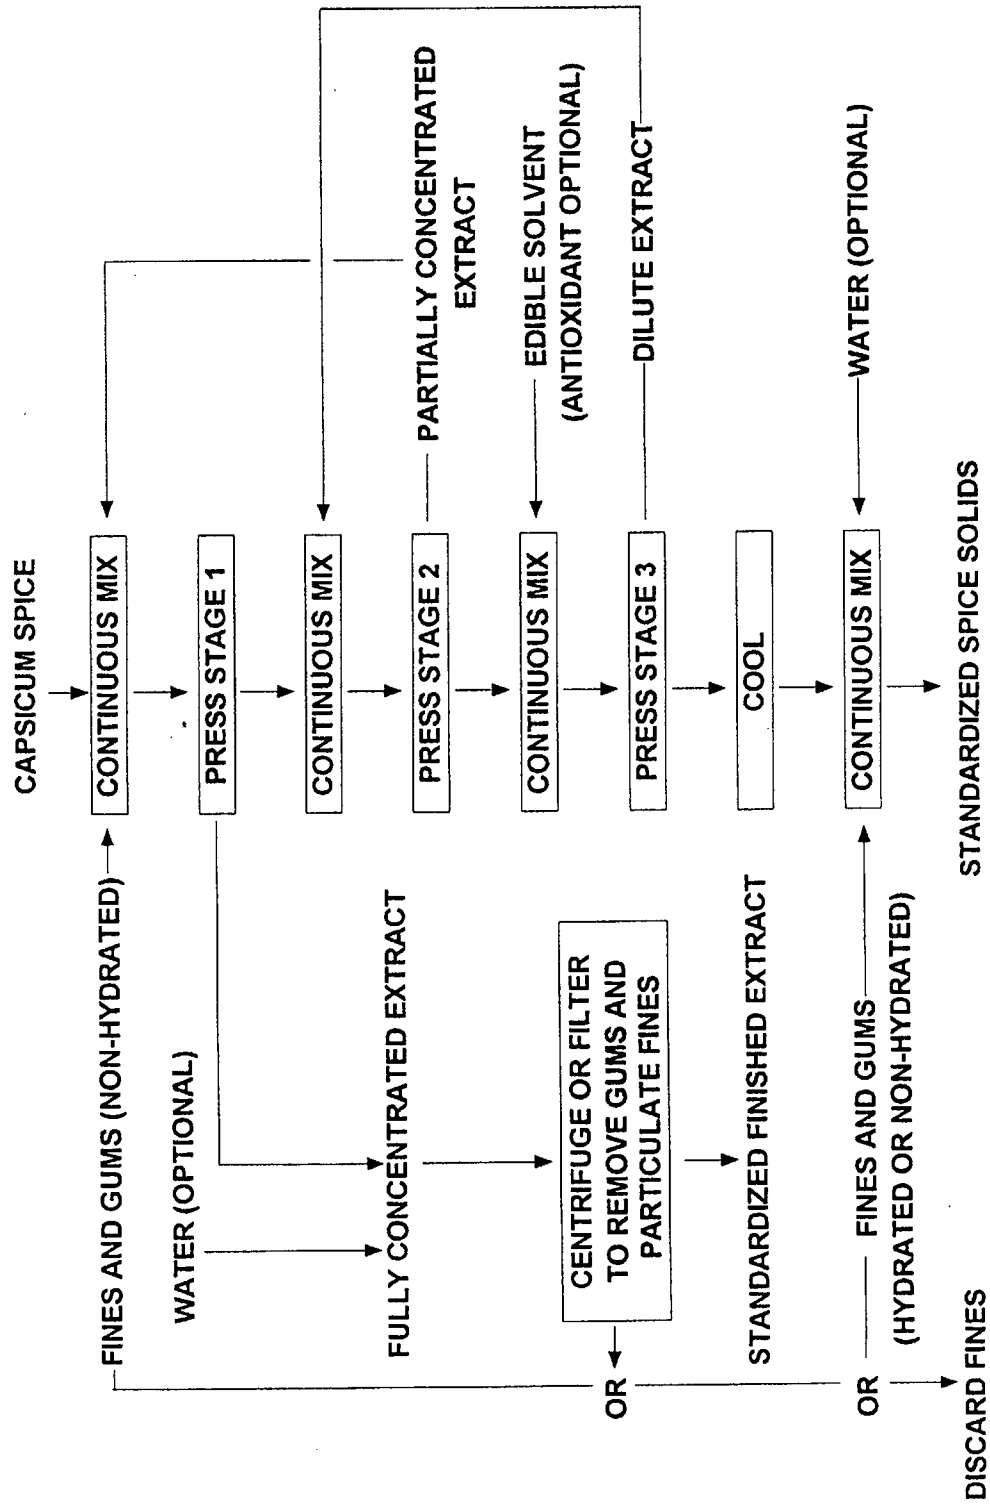 CAPSICUM SPICE
FINES AND GUMS (NON-HYDRATED)
CONTINUOUS MIX
WATER (OPTIONAL)
PRESS STAGE 1
CONTINUOUS MIX
FULLY CONCENTRATED EXTRACT
PRESS STAGE 2
PARTIALLY CONCENTRATED
EXTRACT
CONTINUOUS MIX
EDIBLE SOLVENT
(ANTIOXIDANT OPTIONAL)
CENTRIFUGE OR FILTER
TO REMOVE GUMS AND
PARTICULATE FINES
OR
PRESS STAGE 3
DILUTE EXTRACT
COOL
STANDARDIZED FINISHED EXTRACT
OR
FINES AND GUMS
(HYDRATED OR NON-HYDRATED)
CONTINUOUS MIX
WATER (OPTIONAL)
DISCARD FINES
STANDARDIZED SPICE SOLIDS